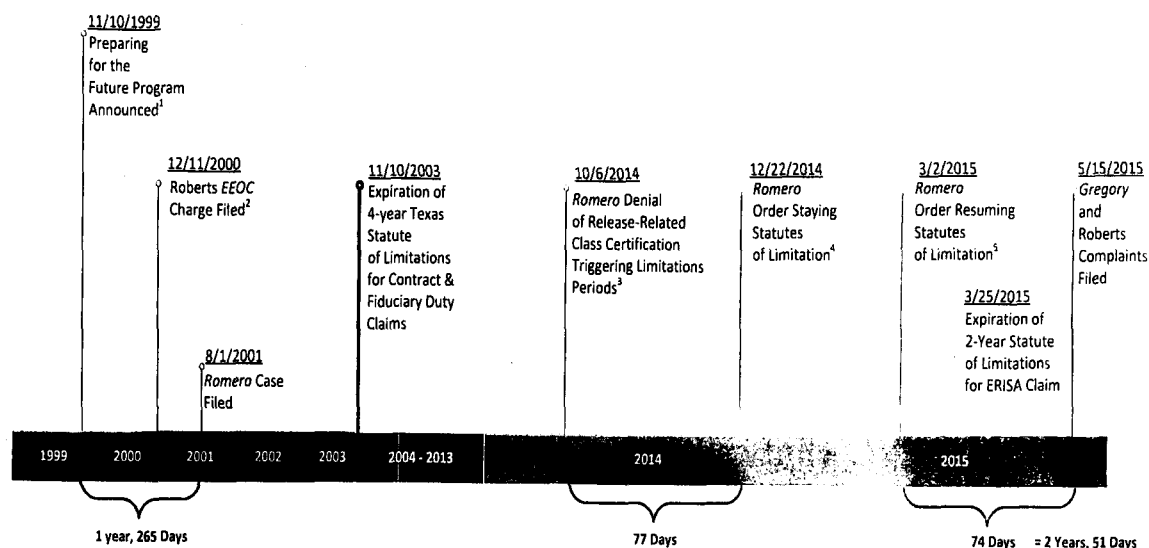 11/10/1999
Preparing
for the
Future Program
Announced¹
12/11/2000
Roberts EEOC
Charge Filed²
8/1/2001
Romero Case
Filed
11/10/2003
Expiration of
4-year Texas
Statute
of Limitations
for Contract &
Fiduciary Duty
Claims
10/6/2014
Romero Denial
of Release-Related
Class Certification
Triggering Limitations
Periods³
12/22/2014
Romero
Order Staying
Statutes
of Limitation⁴
3/2/2015
Romero
Order Resuming
Statutes
of Limitation⁵
3/25/2015
Expiration of
2-Year Statute
of Limitations
for ERISA Claim
5/15/2015
Gregory
and
Roberts
Complaints
Filed
1999 2000 2001 2002 2003 2004 - 2013 2014 2015
1 year, 265 Days 77 Days 74 Days = 2 Years. 51 Days